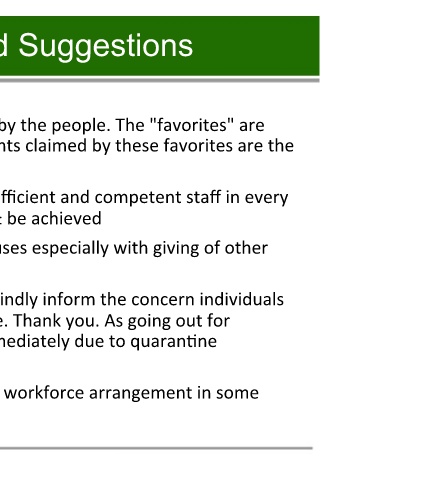 d Suggestions
by the people. The "favorites" are
nts claimed by these favorites are the
fficient and competent staff in every
be achieved
uses especially with giving of other
indly inform the concern individuals
e. Thank you. As going out for
mediately due to quarantine
workforce arrangement in some